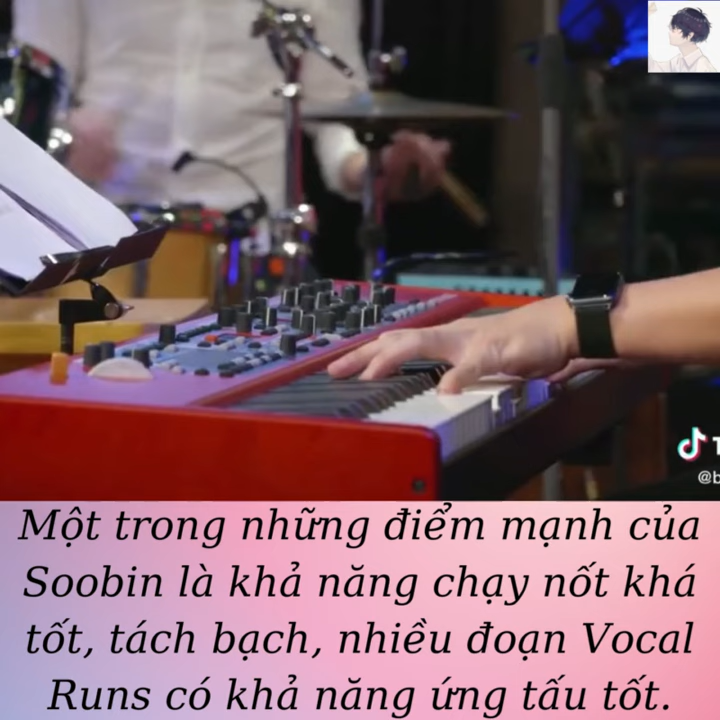 @b
Một trong những điểm mạnh của
Soobin là khả năng chạy nốt khá
tốt, tách bạch, nhiều đoạn Vocal
Runs có khả năng ứng tấu tốt.